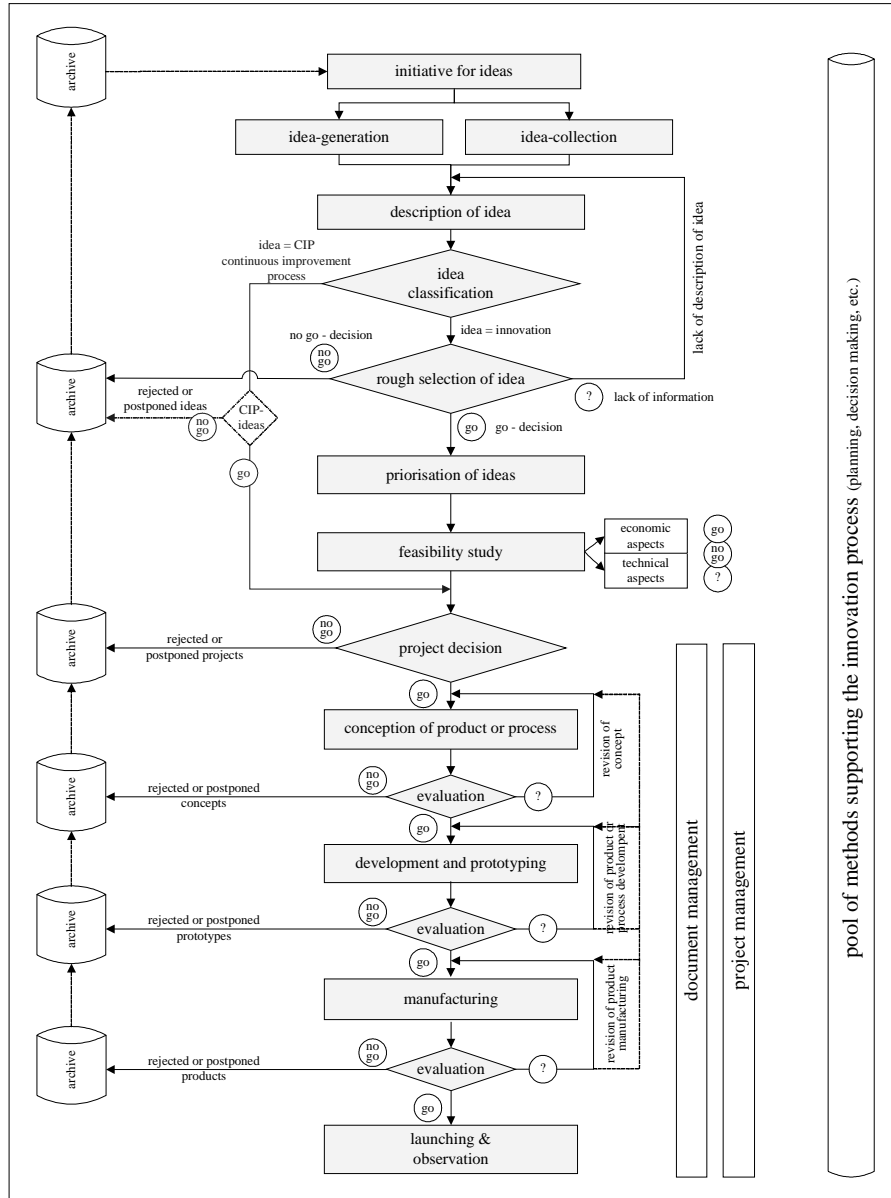 archive
initiative for ideas
idea-generation
idea-collection
description of idea
lack of description of idea
idea = CIP
continuous improvement
process
idea
classification
idea = innovation
no go - decision
no
go
rough selection of idea
?
lack of information
archive
rejected or
postponed ideas
no
go
CIP-
ideas
go
go - decision
go
priorisation of ideas
feasibility study
economic
aspects
technical
aspects
go
no
go
?
archive
rejected or
postponed projects
no
go
project decision
go
conception of product or process
revision of
concept
archive
rejected or postponed
concepts
no
go
evaluation
?
go
development and prototyping
revision of product or
process develompent
archive
rejected or postponed
prototypes
no
go
evaluation
?
go
manufacturing
revision of product
manufacturing
archive
rejected or postponed
products
no
go
evaluation
?
go
launching &
observation
document management
project management
pool of methods supporting the innovation process (planning, decision making, etc.)